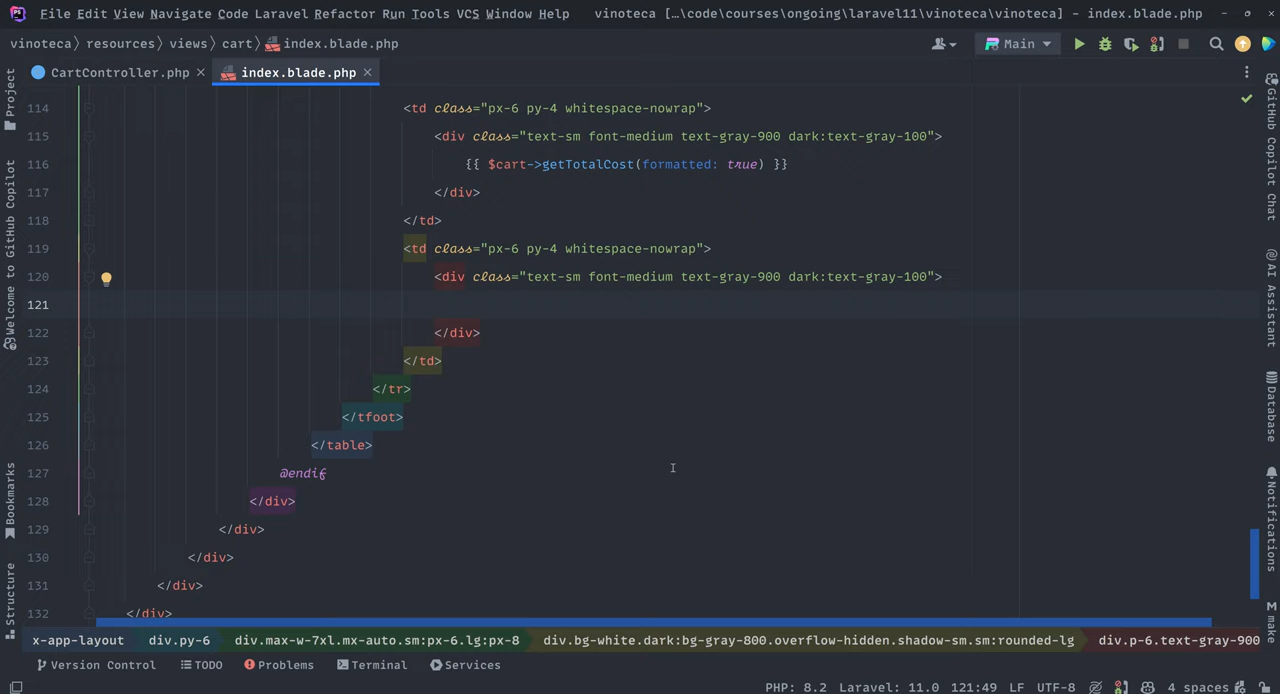 File Edit View Navigate Code Laravel Refactor Run Tools VCS Window Help vinoteca […\code\courses\ongoing\laravel11\vinoteca\vinoteca] - index.blade.php
vinoteca resources views cart index.blade.php
Main
CartController.php
index.blade.php
114 <td class="px-6 py-4 whitespace-nowrap">
115 <div class="text-sm font-medium text-gray-900 dark:text-gray-100">
116 {{ $cart->getTotalCost(formatted: true) }}
117 </div>
118 </td>
119 <td class="px-6 py-4 whitespace-nowrap">
120 <div class="text-sm font-medium text-gray-900 dark:text-gray-100">
121
122 </div>
123 </td>
124 </tr>
125 </tfoot>
126 </table>
127 @endif
128 </div>
129 </div>
130 </div>
131 </div>
132 </div>
x-app-layout div.py-6 div.max-w-7xl.mx-auto.sm:px-6.lg:px-8 div.bg-white.dark:bg-gray-800.overflow-hidden.shadow-sm.sm:rounded-lg div.p-6.text-gray-900
Version Control TODO Problems Terminal Services
PHP: 8.2 Laravel: 11.0 121:49 LF UTF-8 4 spaces
Project
Welcome to GitHub Copilot
Bookmarks
Structure
GitHub Copilot Chat
AI Assistant
Database
Notifications
M make